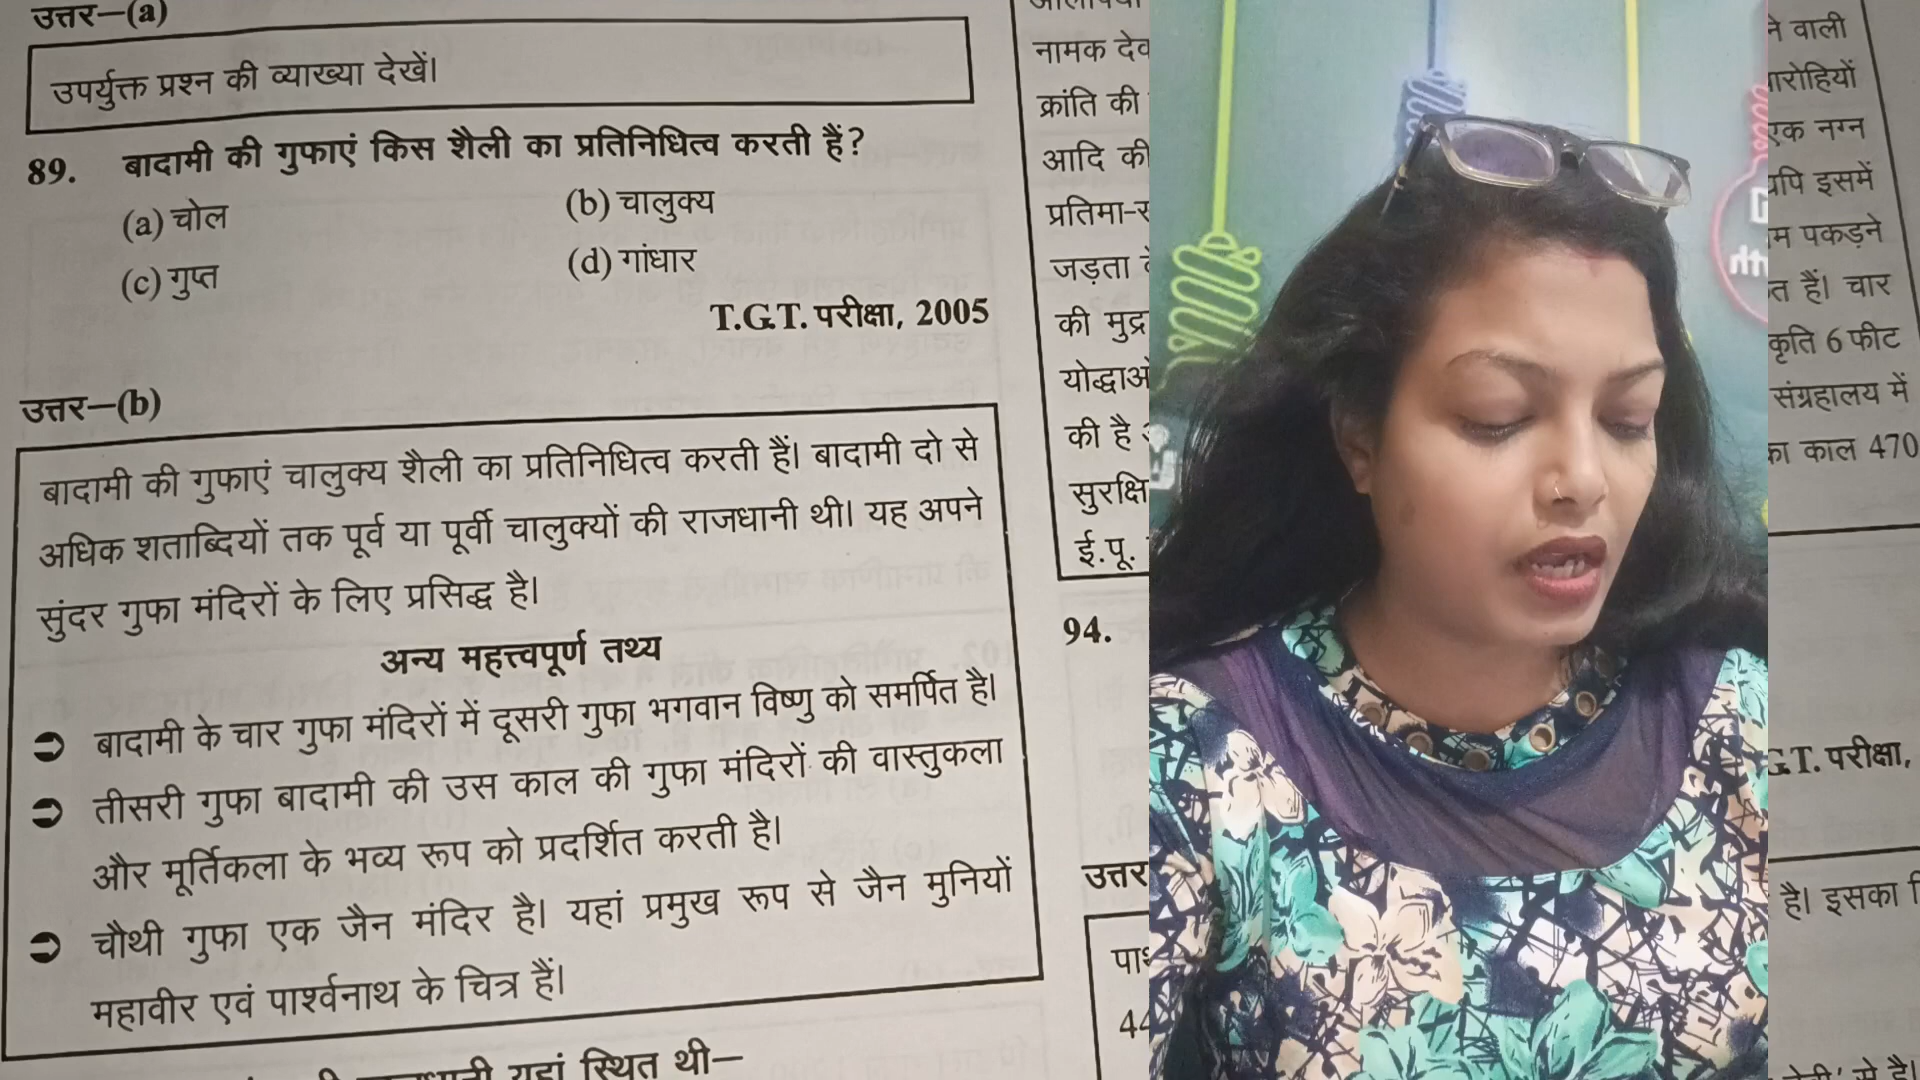 उत्तर—(a)
उपर्युक्त प्रश्न की व्याख्या देखें।
89. बादामी की गुफाएं किस शैली का प्रतिनिधित्व करती हैं?
(a) चोल (b) चालुक्य
(c) गुप्त (d) गांधार
T.G.T. परीक्षा, 2005
उत्तर—(b)
बादामी की गुफाएं चालुक्य शैली का प्रतिनिधित्व करती हैं। बादामी दो से
अधिक शताब्दियों तक पूर्व या पूर्वी चालुक्यों की राजधानी थी। यह अपने
सुंदर गुफा मंदिरों के लिए प्रसिद्ध है।
अन्य महत्त्वपूर्ण तथ्य
➲ बादामी के चार गुफा मंदिरों में दूसरी गुफा भगवान विष्णु को समर्पित है।
➲ तीसरी गुफा बादामी की उस काल की गुफा मंदिरों की वास्तुकला
और मूर्तिकला के भव्य रूप को प्रदर्शित करती है।
➲ चौथी गुफा एक जैन मंदिर है। यहां प्रमुख रूप से जैन मुनियों
महावीर एवं पार्श्वनाथ के चित्र हैं।
यहां स्थित थी—
नामक
क्रांति की
आदि की
जड़ता
की
की है
ई.पू.
94.
उत्तर
44
वाली
एक नग्न
इसमें
पकड़ने
हैं। चार
6 फीट
संग्रहालय में
काल 470
परीक्षा,
है। इसका
से है।